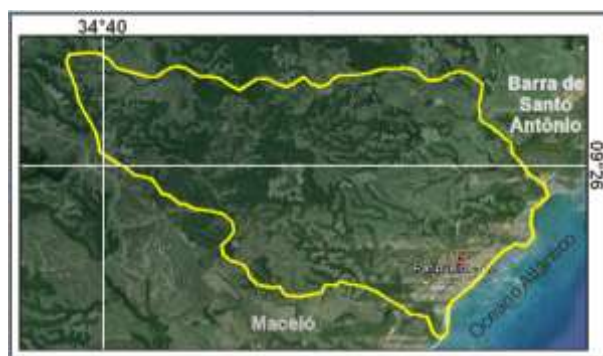 34°40
Barra de
Santo
Antônio
09°26
Maceió
Oceano Atlântico